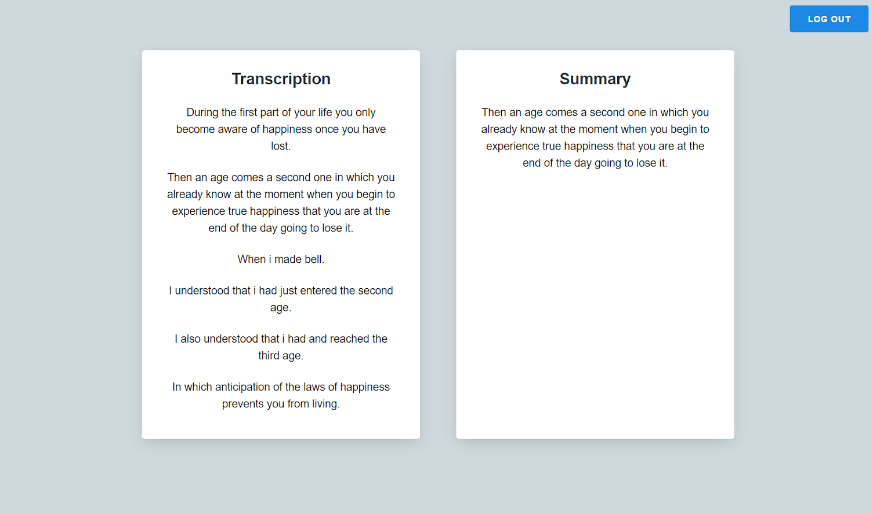 LOG OUT
Transcription
During the first part of your life you only
become aware of happiness once you have
lost.
Then an age comes a second one in which you
already know at the moment when you begin to
experience true happiness that you are at the
end of the day going to lose it.
When i made bell.
I understood that i had just entered the second
age.
I also understood that i had and reached the
third age.
In which anticipation of the laws of happiness
prevents you from living.
Summary
Then an age comes a second one in which you
already know at the moment when you begin to
experience true happiness that you are at the
end of the day going to lose it.